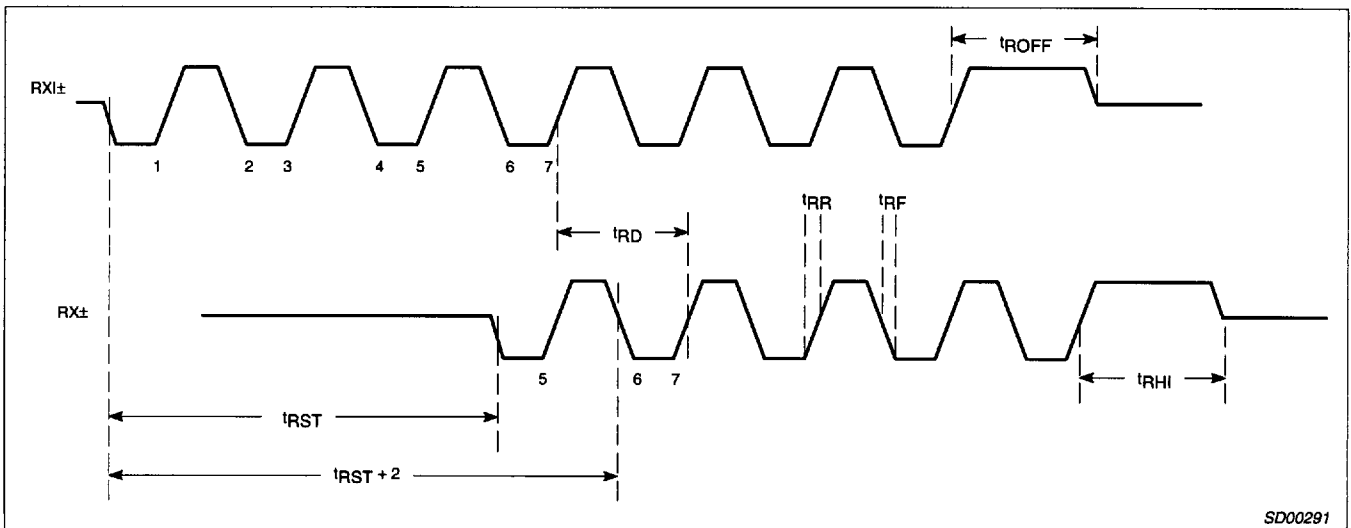 tROFF
RXI±
1 2 3 4 5 6 7
tRR tRF
tRD
RX±
5 6 7
tRHI
tRST
tRST + 2
SD00291